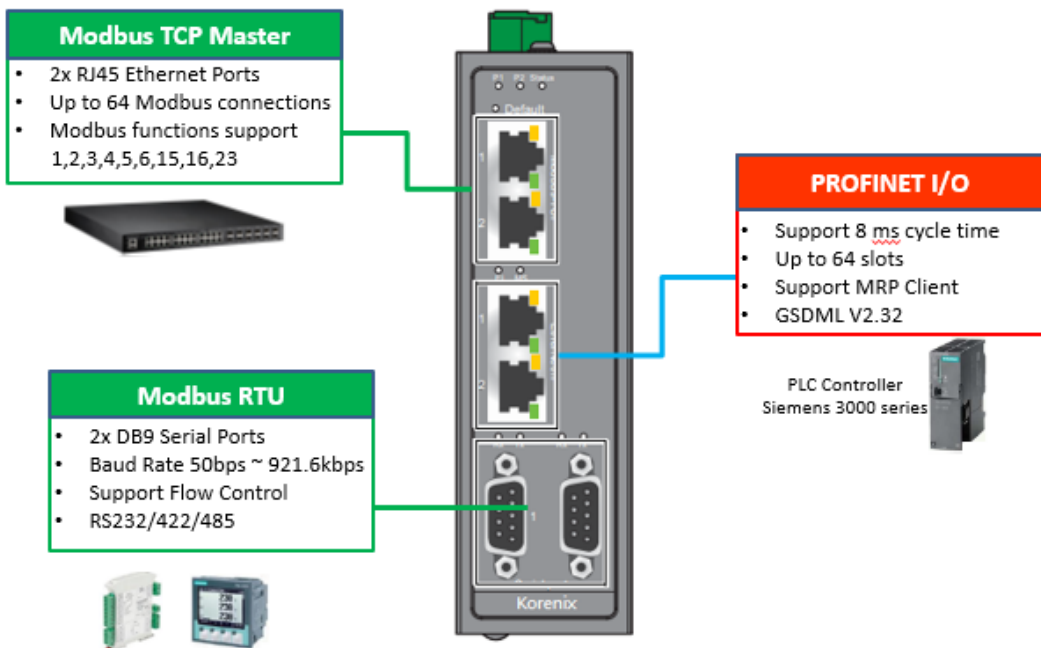 Modbus TCP Master
• 2x RJ45 Ethernet Ports
• Up to 64 Modbus connections
• Modbus functions support
1,2,3,4,5,6,15,16,23
P1 P2 Status
Default
1
2
PROFINET I/O
• Support 8 ms cycle time
• Up to 64 slots
• Support MRP Client
• GSDML V2.32
1
2
PLC Controller
Siemens 3000 series
Modbus RTU
• 2x DB9 Serial Ports
• Baud Rate 50bps ~ 921.6kbps
• Support Flow Control
• RS232/422/485
1
Korenix